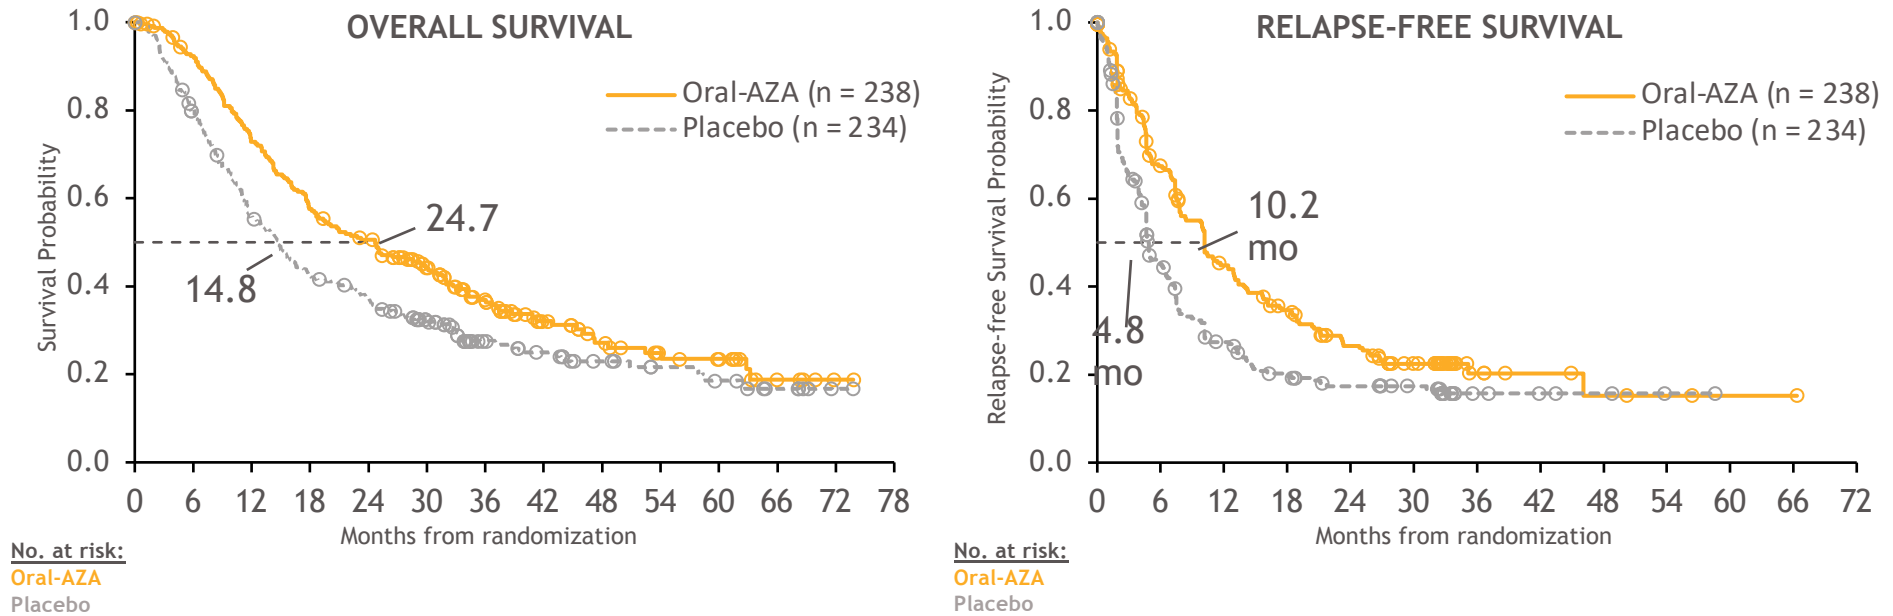 OVERALL SURVIVAL
Survival Probability
1.0
0.8
0.6
0.4
0.2
0.0
Oral-AZA (n = 238)
Placebo (n = 234)
24.7
14.8
0 6 12 18 24 30 36 42 48 54 60 66 72 78
Months from randomization
No. at risk:
Oral-AZA
Placebo
RELAPSE-FREE SURVIVAL
Relapse-free Survival Probability
1.0
0.8
0.6
0.4
0.2
0.0
Oral-AZA (n = 238)
Placebo (n = 234)
10.2
mo
4.8
mo
0 6 12 18 24 30 36 42 48 54 60 66 72
Months from randomization
No. at risk:
Oral-AZA
Placebo